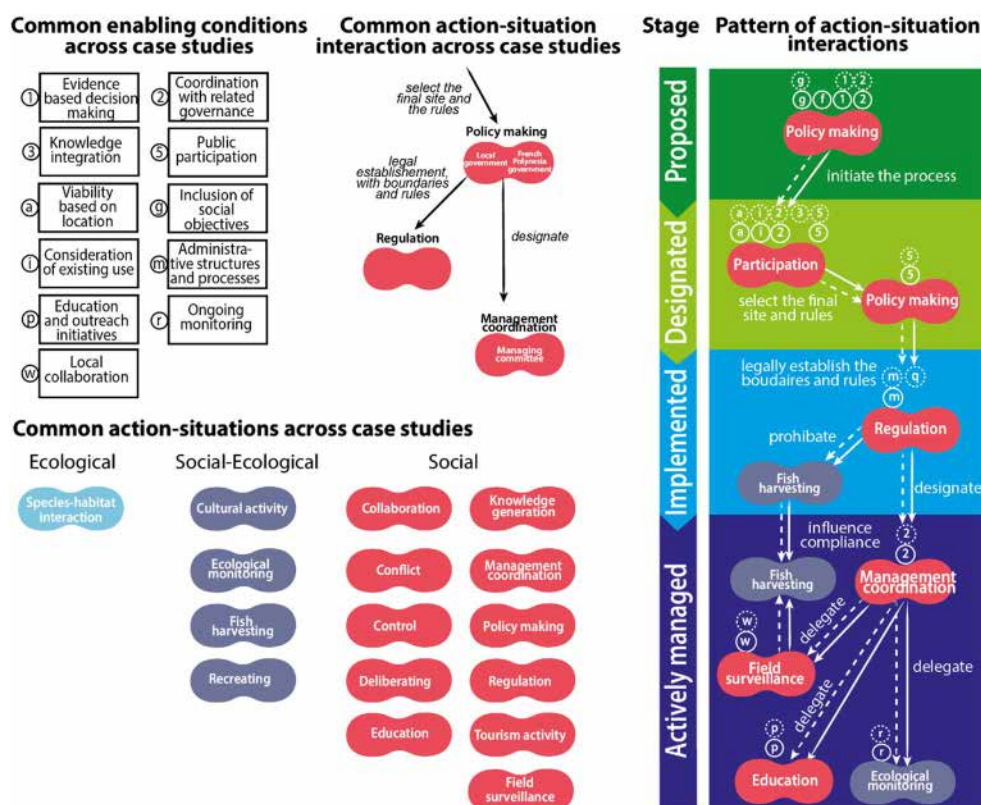 Common enabling conditions
across case studies
1
Evidence
based decision
making
2
Coordination
with related
governance
3
Knowledge
integration
5
Public
participation
a
Viability
based on
location
g
Inclusion of
social
objectives
i
Consideration
of existing use
m
Administra-
tive structures
and processes
p
Education
and outreach
initiatives
r
Ongoing
monitoring
w
Local
collaboration
Common action-situation
interaction across case studies
select the
final site and
the rules
Policy making
Local
government
French
Polynesia
government
legal
establishement,
with boundaries
and rules
Regulation
designate
Management
coordination
Managing
committee
Common action-situations across case studies
Ecological
Species-habitat
interaction
Social-Ecological
Cultural activity
Ecological
monitoring
Fish
harvesting
Recreating
Social
Collaboration
Knowledge
generation
Conflict
Management
coordination
Control
Policy making
Deliberating
Regulation
Education
Tourism activity
Field
surveillance
Stage
Pattern of action-situation
interactions
Proposed
g 1 2
g f 1 2
Policy making
initiate the process
Designated
a i 2 3 5
a i 2 5
Participation
5
5
Policy making
select the final
site and rules
Implemented
legally establish the
boudaires and rules
m q
m
Regulation
prohibate
Fish
harvesting
designate
Actively managed
influence
compliance
2
2
Fish
harvesting
Management
coordination
w
w
delegate
Field
surveillance
delegate
delegate
p
p
Education
r
r
Ecological
monitoring